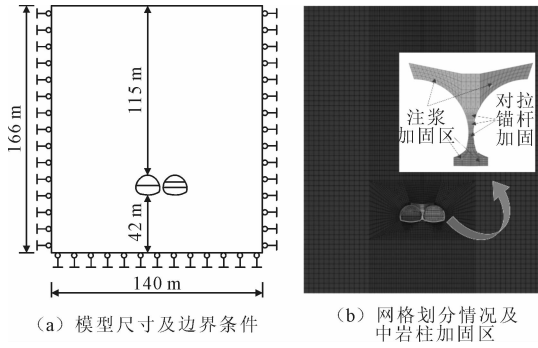 166 m
115 m
42 m
140 m
(a) 模型尺寸及边界条件
注浆
加固区
对拉
锚杆
加固
(b) 网格划分情况及
中岩柱加固区